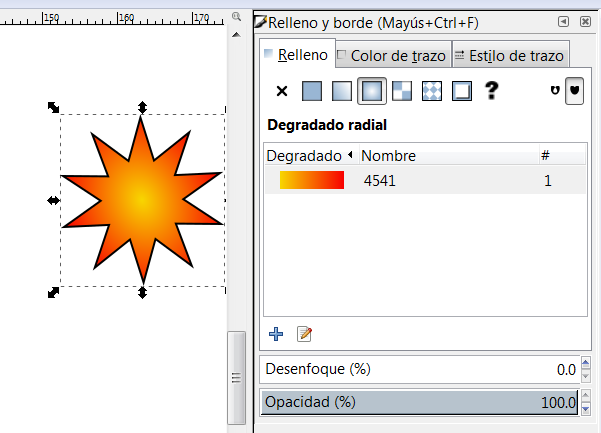 150 160 170
Relleno y borde (Mayús+Ctrl+F)
Relleno Color de trazo Estilo de trazo
?
Degradado radial
Degradado Nombre #
4541 1
Desenfoque (%) 0.0
Opacidad (%) 100.0